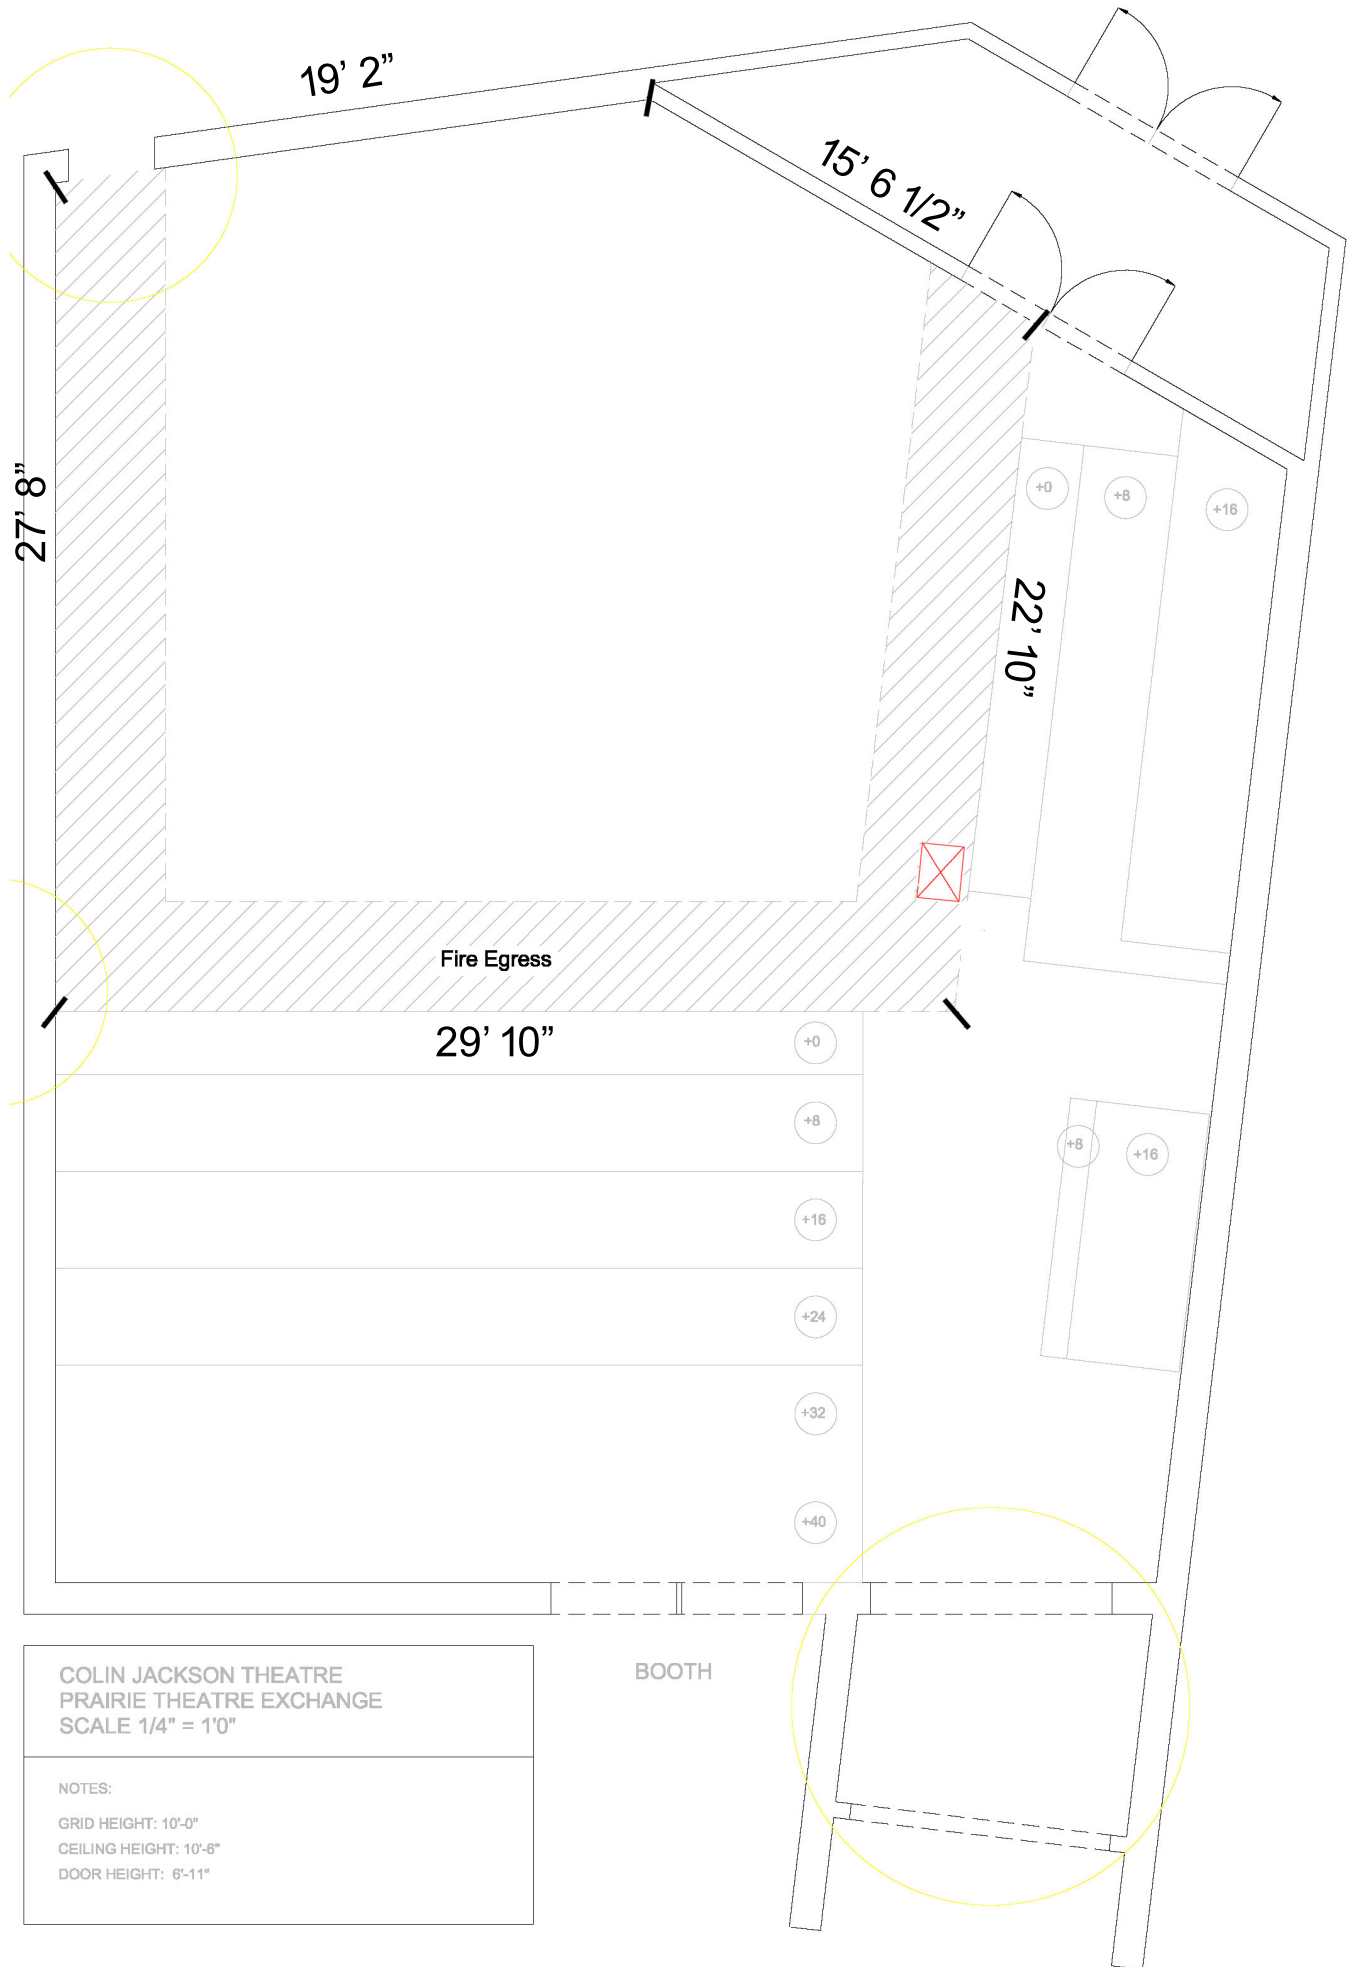 19’ 2”
15’ 6 1/2”
27’ 8”
+0
+8
+16
22’ 10”
Fire Egress
29’ 10”
+0
+8
+8
+16
+16
+24
+32
+40
BOOTH
COLIN JACKSON THEATRE
PRAIRIE THEATRE EXCHANGE
SCALE 1/4" = 1'0"
NOTES:
GRID HEIGHT: 10'-0"
CEILING HEIGHT: 10'-6"
DOOR HEIGHT: 6'-11"